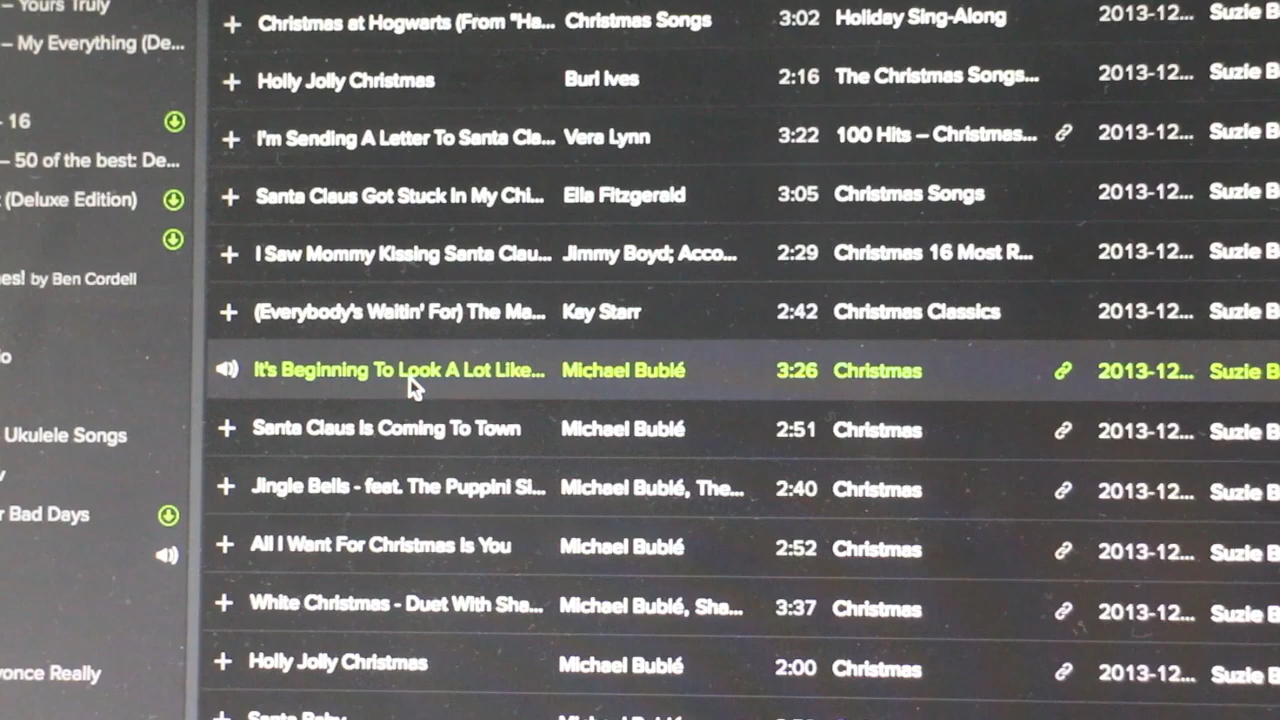 – Yours Truly
– My Everything (De...
- 16
– 50 of the best: De...
(Deluxe Edition)
es! by Ben Cordell
Ukulele Songs
r Bad Days
yonce Really
+ Christmas at Hogwarts (From "Ha... Christmas Songs 3:02 Holiday Sing-Along 2013-12... Suzie B
+ Holly Jolly Christmas Burl Ives 2:16 The Christmas Songs... 2013-12... Suzie B
+ I'm Sending A Letter To Santa Cla... Vera Lynn 3:22 100 Hits – Christmas... 2013-12... Suzie B
+ Santa Claus Got Stuck In My Chi... Ella Fitzgerald 3:05 Christmas Songs 2013-12... Suzie B
+ I Saw Mommy Kissing Santa Clau... Jimmy Boyd; Acco... 2:29 Christmas 16 Most R... 2013-12... Suzie B
+ (Everybody's Waitin' For) The Ma... Kay Starr 2:42 Christmas Classics 2013-12... Suzie B
It's Beginning To Look A Lot Like... Michael Bublé 3:26 Christmas 2013-12... Suzie B
+ Santa Claus Is Coming To Town Michael Bublé 2:51 Christmas 2013-12... Suzie B
+ Jingle Bells - feat. The Puppini Si... Michael Bublé, The... 2:40 Christmas 2013-12... Suzie B
+ All I Want For Christmas Is You Michael Bublé 2:52 Christmas 2013-12... Suzie B
+ White Christmas - Duet With Sha... Michael Bublé, Sha... 3:37 Christmas 2013-12... Suzie B
+ Holly Jolly Christmas Michael Bublé 2:00 Christmas 2013-12... Suzie B
+ Santa Baby